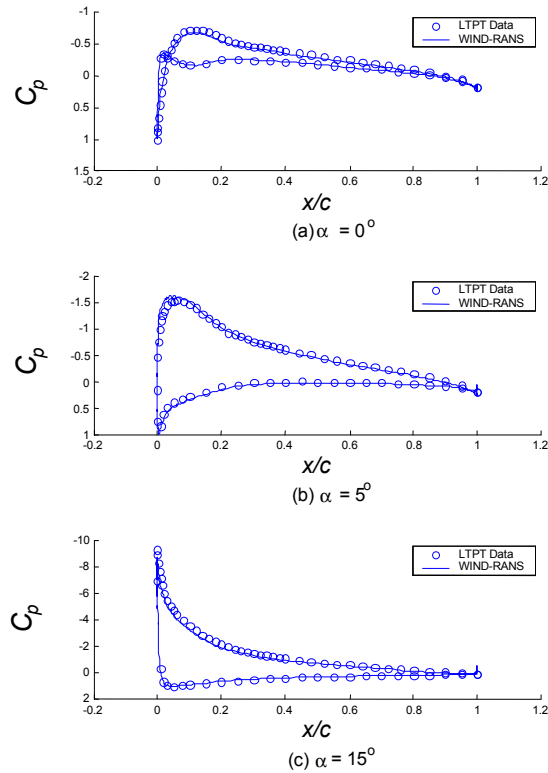 -1
-0.5
0
0.5
1
1.5
-0.2 0 0.2 0.4 0.6 0.8 1 1.2
C_p
x/c
LTPT Data
WIND-RANS
(a) α = 0°
-2
-1.5
-1
-0.5
0
0.5
1
-0.2 0 0.2 0.4 0.6 0.8 1 1.2
C_p
x/c
LTPT Data
WIND-RANS
(b) α = 5°
-10
-8
-6
-4
-2
0
2
-0.2 0 0.2 0.4 0.6 0.8 1 1.2
C_p
x/c
LTPT Data
WIND-RANS
(c) α = 15°